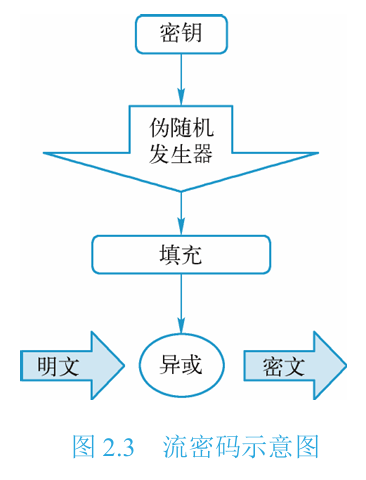 密钥
伪随机
发生器
填充
明文
异或
密文
图 2.3 流密码示意图